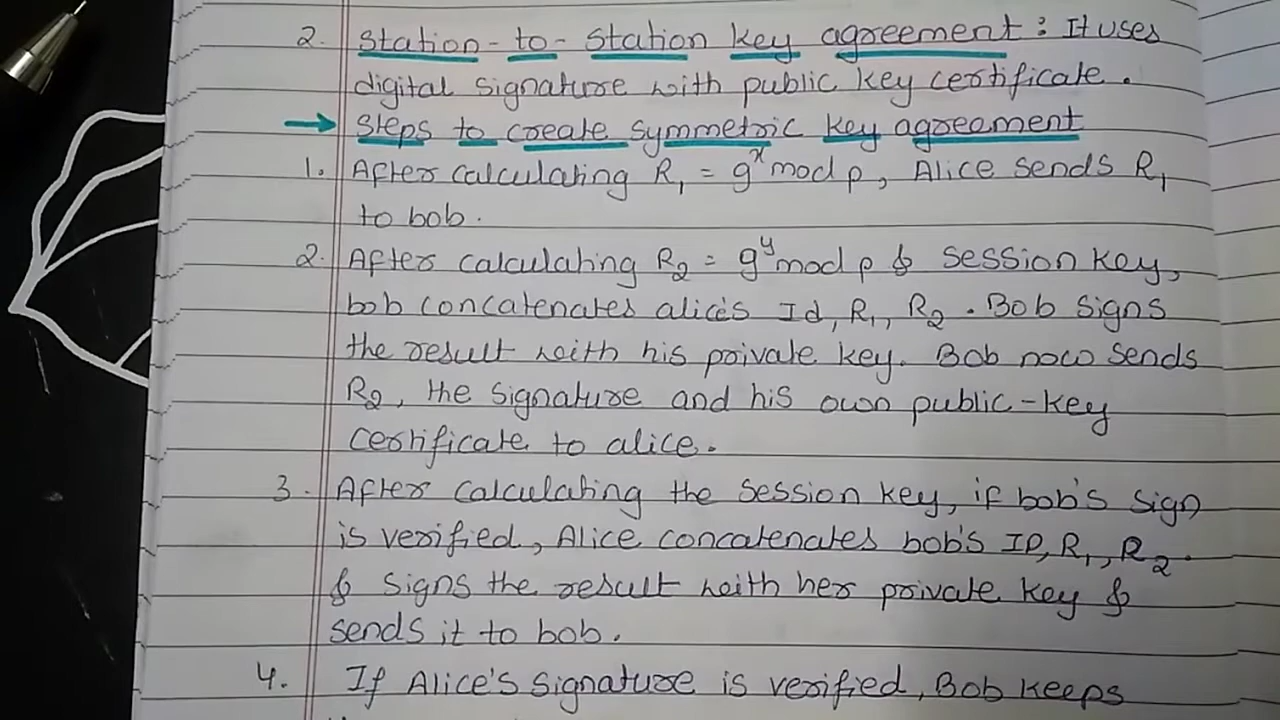 2. Station-to-Station key agreement: It uses
digital signature with public key certificate.
→ Steps to create symmetric key agreement
1. After calculating R₁ = gˣ mod p, Alice sends R₁
to bob.
2. After calculating R₂ = gʸ mod p & session key,
bob concatenates alice's Id, R₁, R₂. Bob signs
the result with his private key. Bob now sends
R₂, the signature and his own public-key
certificate to alice.
3. After calculating the session key, if bob's sign
is verified, Alice concatenates bob's ID, R₁, R₂.
& signs the result with her private key &
sends it to bob.
4. If Alice's signature is verified, Bob keeps